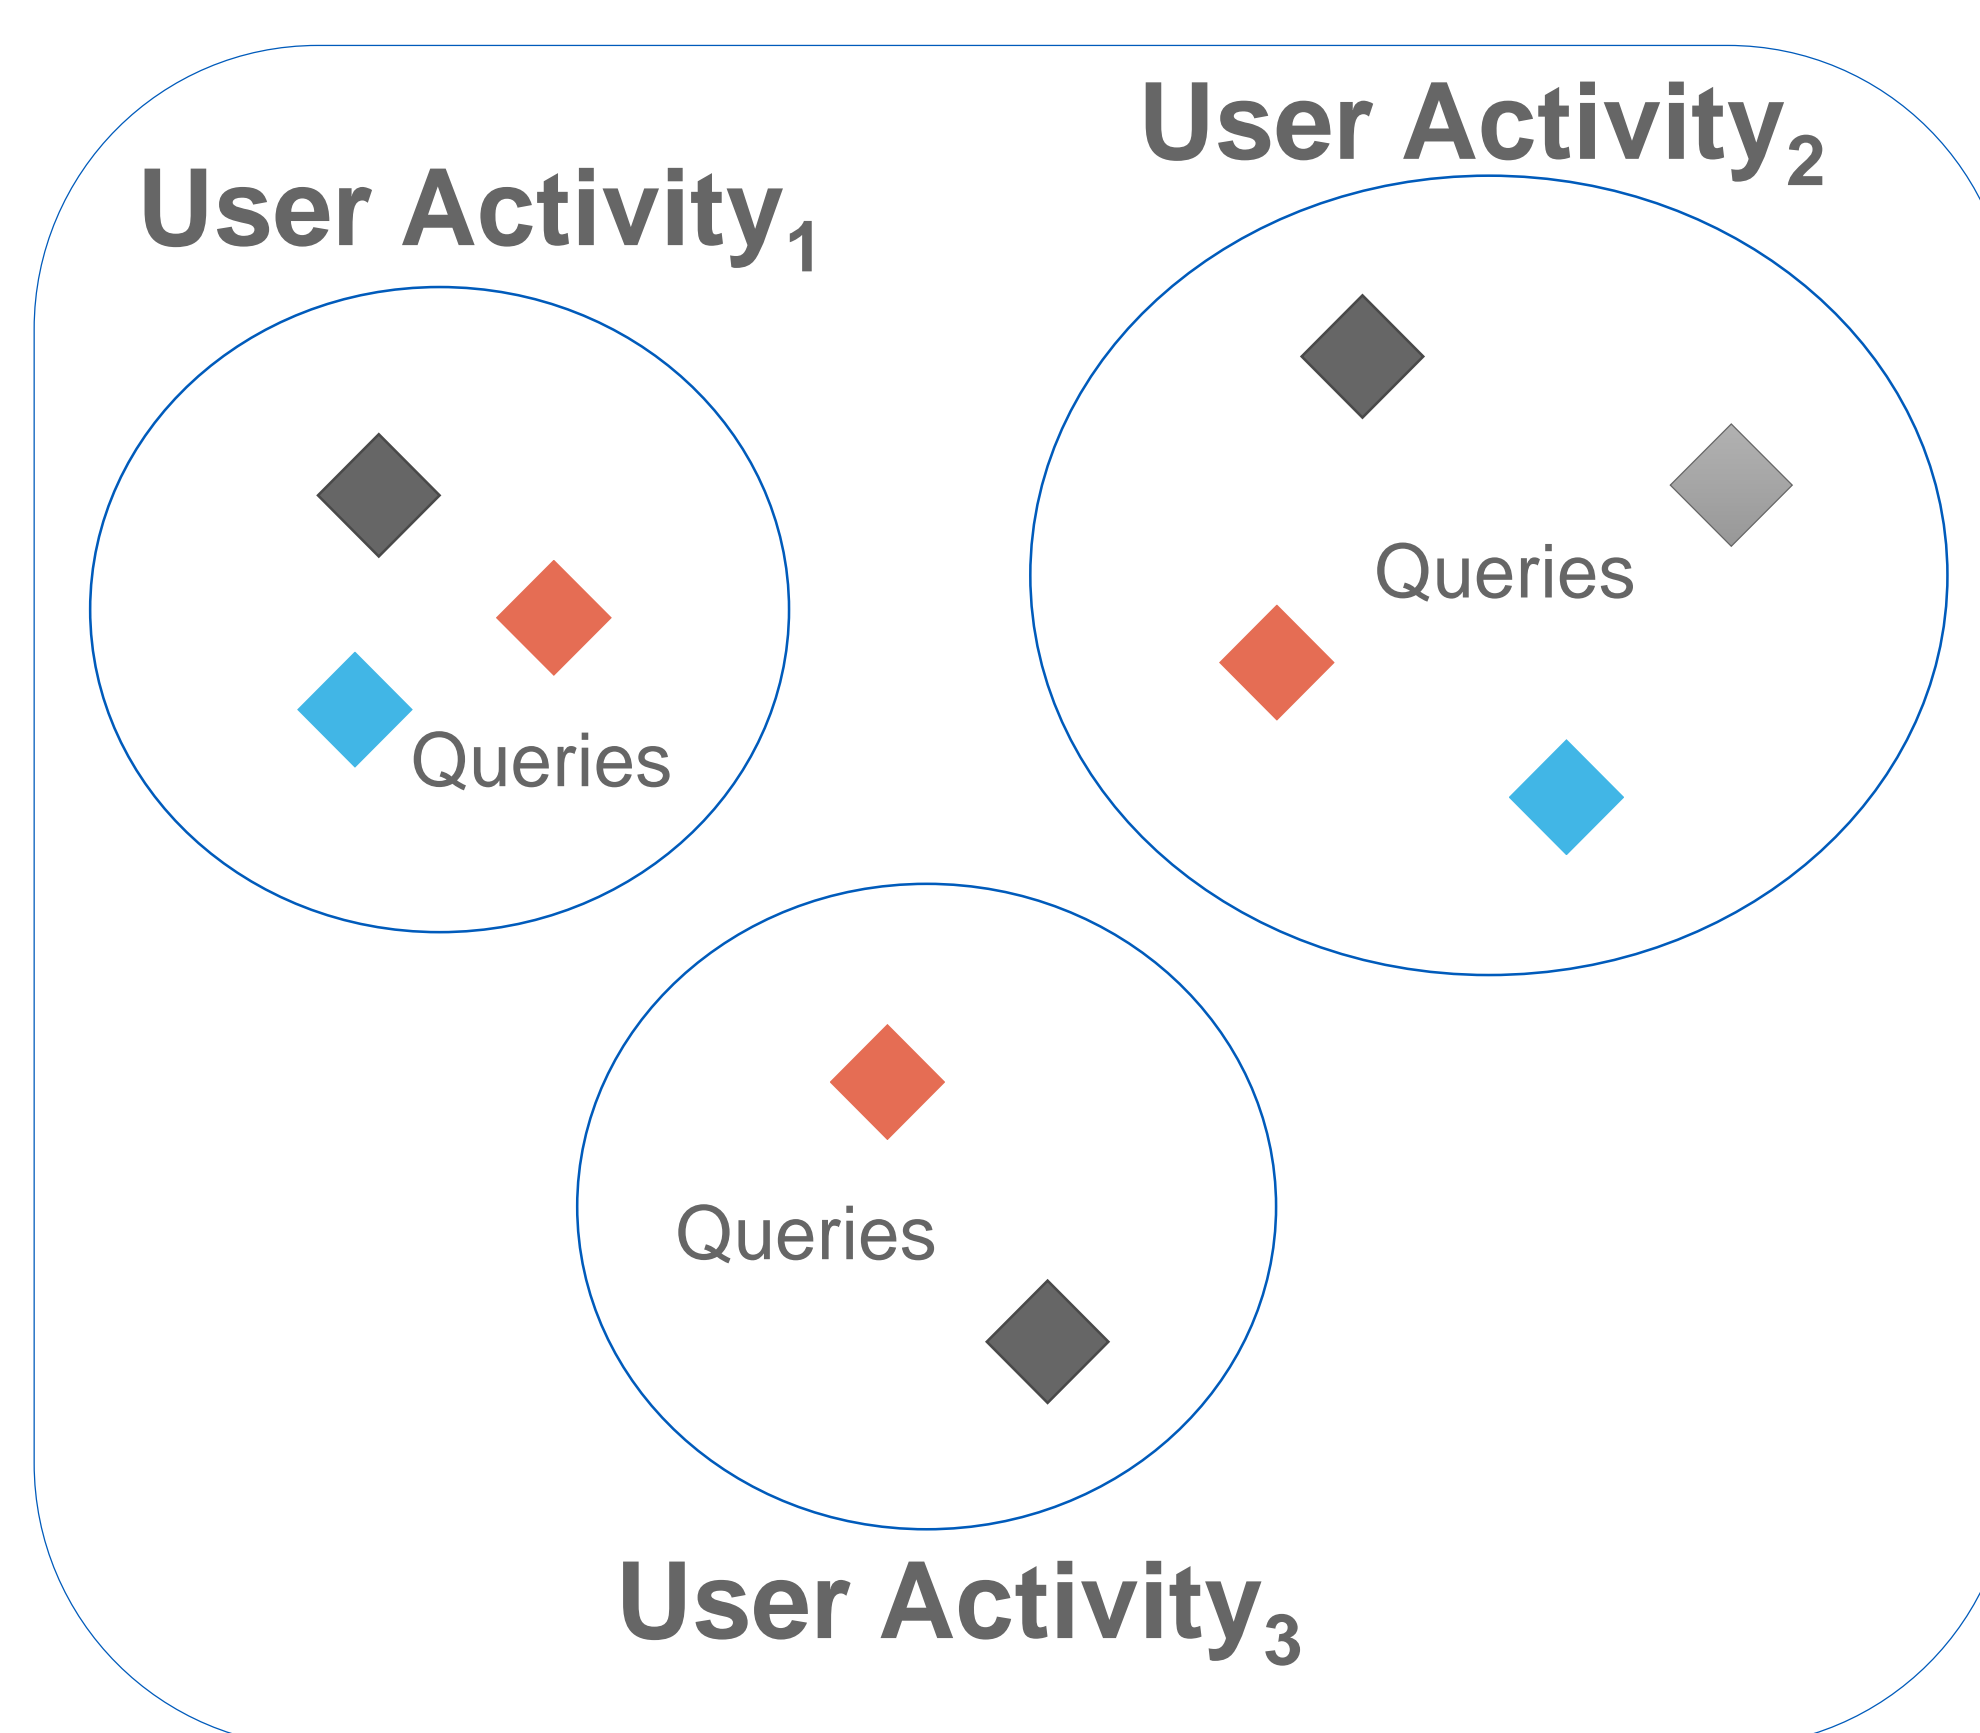 User Activity₁
Queries
User Activity₂
Queries
Queries
User Activity₃